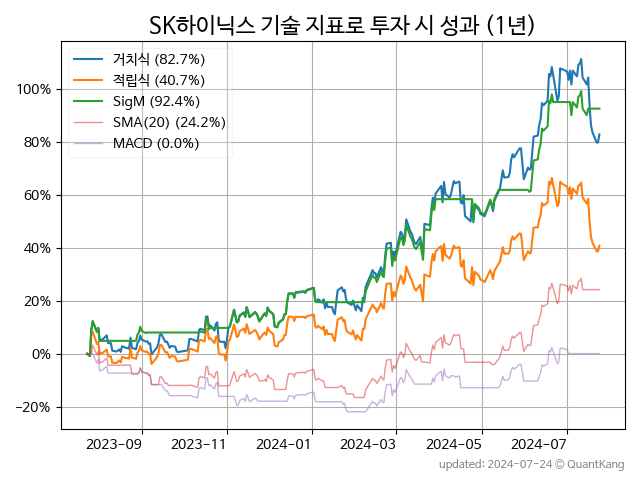 SK하이닉스 기술 지표로 투자 시 성과 (1년)
거치식 (82.7%)
적립식 (40.7%)
SigM (92.4%)
SMA(20) (24.2%)
MACD (0.0%)
100%
80%
60%
40%
20%
0%
−20%
2023-09 2023-11 2024-01 2024-03 2024-05 2024-07
updated: 2024-07-24 © QuantKang